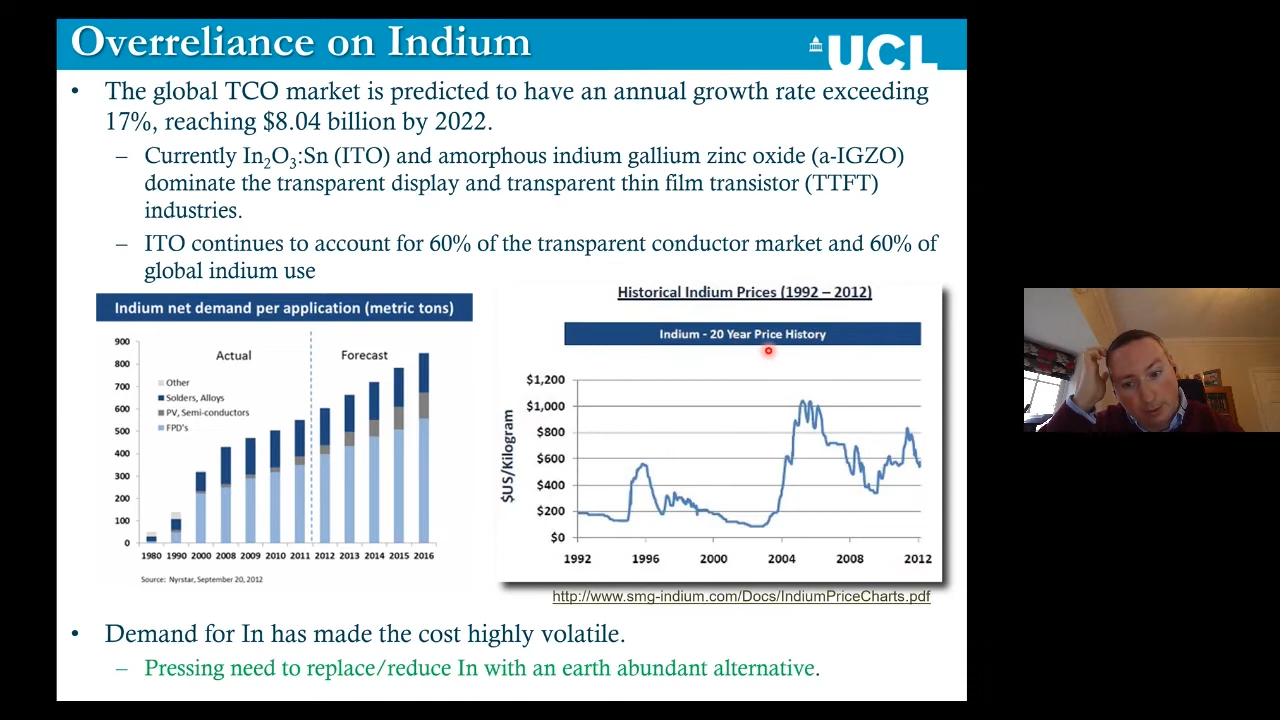 Overreliance on Indium
UCL
• The global TCO market is predicted to have an annual growth rate exceeding
17%, reaching $8.04 billion by 2022.
– Currently In₂O₃:Sn (ITO) and amorphous indium gallium zinc oxide (a-IGZO)
dominate the transparent display and transparent thin film transistor (TTFT)
industries.
– ITO continues to account for 60% of the transparent conductor market and 60% of
global indium use
Indium net demand per application (metric tons)
900
800
700
600
500
400
300
200
100
0
Actual
Forecast
Other
Solders, Alloys
PV, Semi-conductors
FPD's
1980 1990 2000 2008 2009 2010 2011 2012 2013 2014 2015 2016
Source: Nyrstar, September 20, 2012
Historical Indium Prices (1992 – 2012)
Indium - 20 Year Price History
$US/Kilogram
$1,200
$1,000
$800
$600
$400
$200
$0
1992 1996 2000 2004 2008 2012
http://www.smg-indium.com/Docs/IndiumPriceCharts.pdf
• Demand for In has made the cost highly volatile.
– Pressing need to replace/reduce In with an earth abundant alternative.